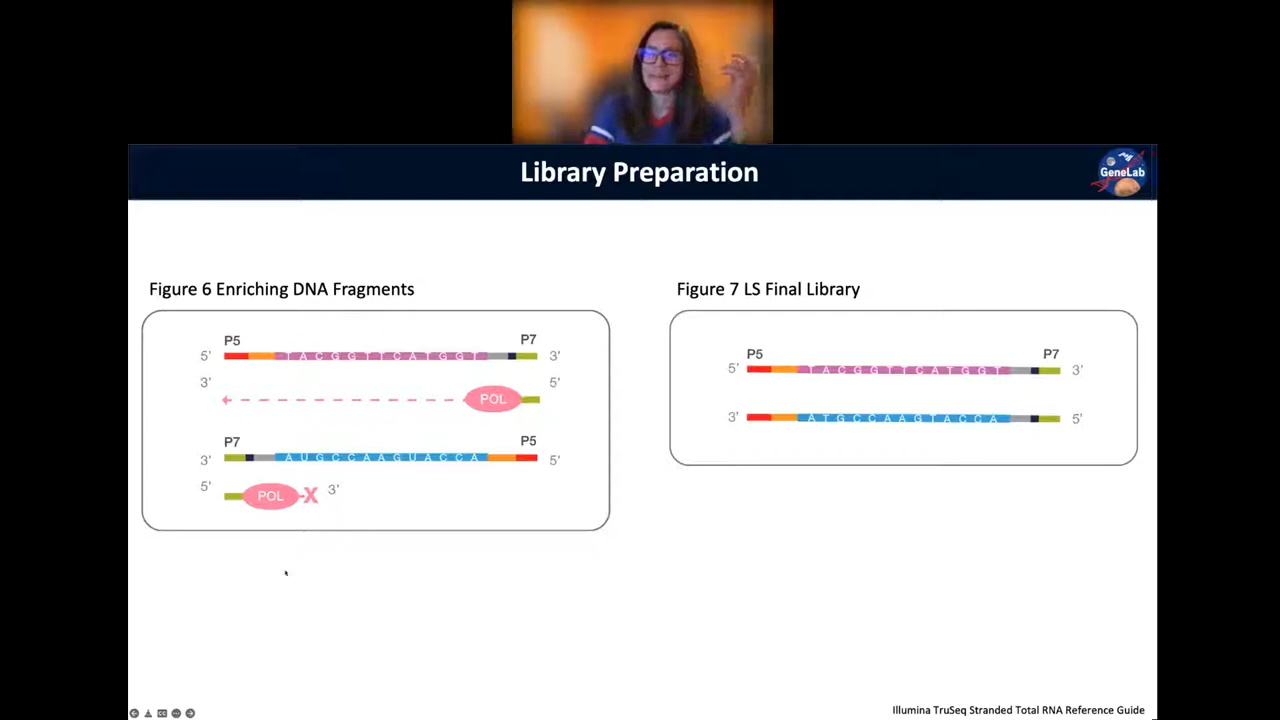 Library Preparation
GeneLab
Figure 6 Enriching DNA Fragments
P5 P7
5' T A C G G T T C A T G G T 3'
3' 5'
POL
P7 P5
3' A U G C C A A G U A C C A 5'
5' POL X 3'
Figure 7 LS Final Library
P5 P7
5' T A C G G T T C A T G G T 3'
3' A T G C C A A G T A C C A 5'
Illumina TruSeq Stranded Total RNA Reference Guide